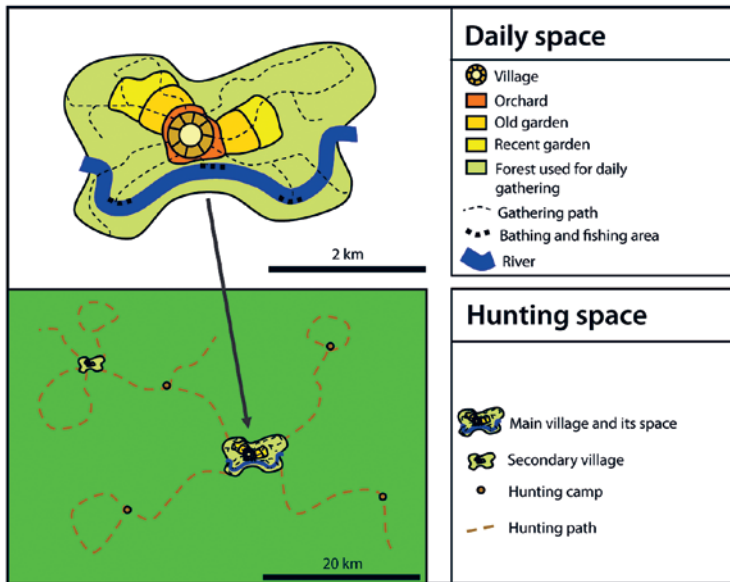 Daily space
Village
Orchard
Old garden
Recent garden
Forest used for daily
gathering
Gathering path
Bathing and fishing area
River
2 km
Hunting space
Main village and its space
Secondary village
Hunting camp
Hunting path
20 km